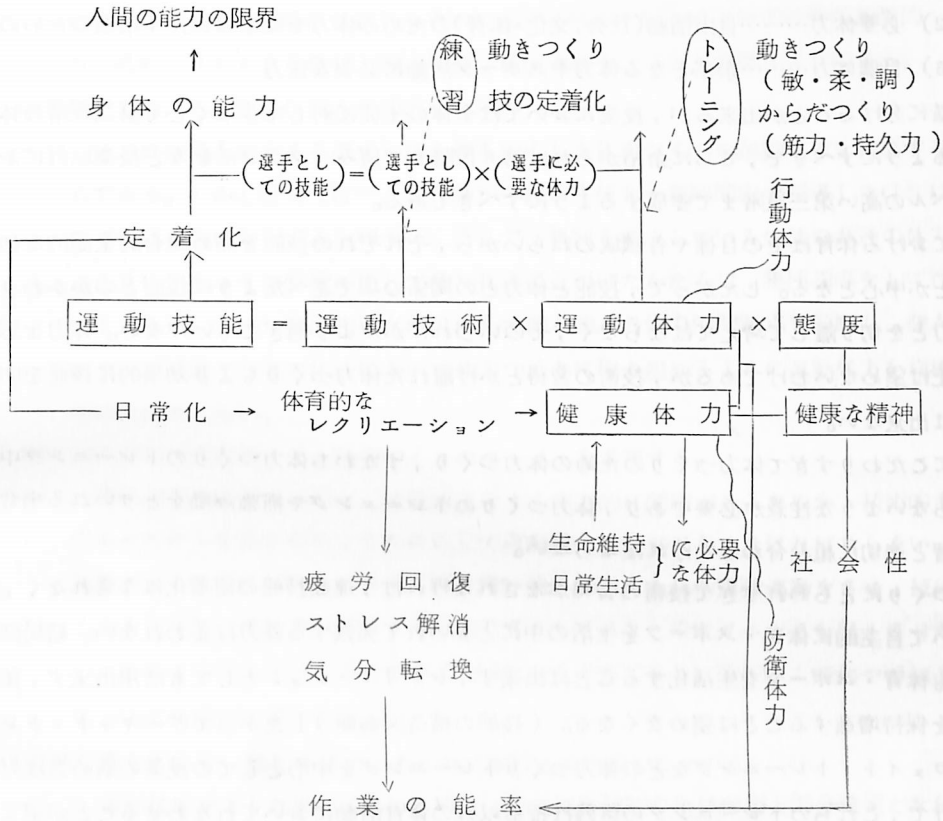 人間の能力の限界
身体の能力
定着化
練習
動きつくり
技の定着化
トレーニング
動きつくり
(敏・柔・調)
からだつくり
(筋力・持久力)
(選手としての技能)=(選手としての技能)×(選手に必要な体力)
行動体力
運動技能=運動技術×運動体力×態度
日常化
体育的な
レクリエーション
健康体力
健康な精神
生命維持
日常生活
}に必要な体力
社会性
疲労回復
ストレス解消
気分転換
防衛体力
作業の能率